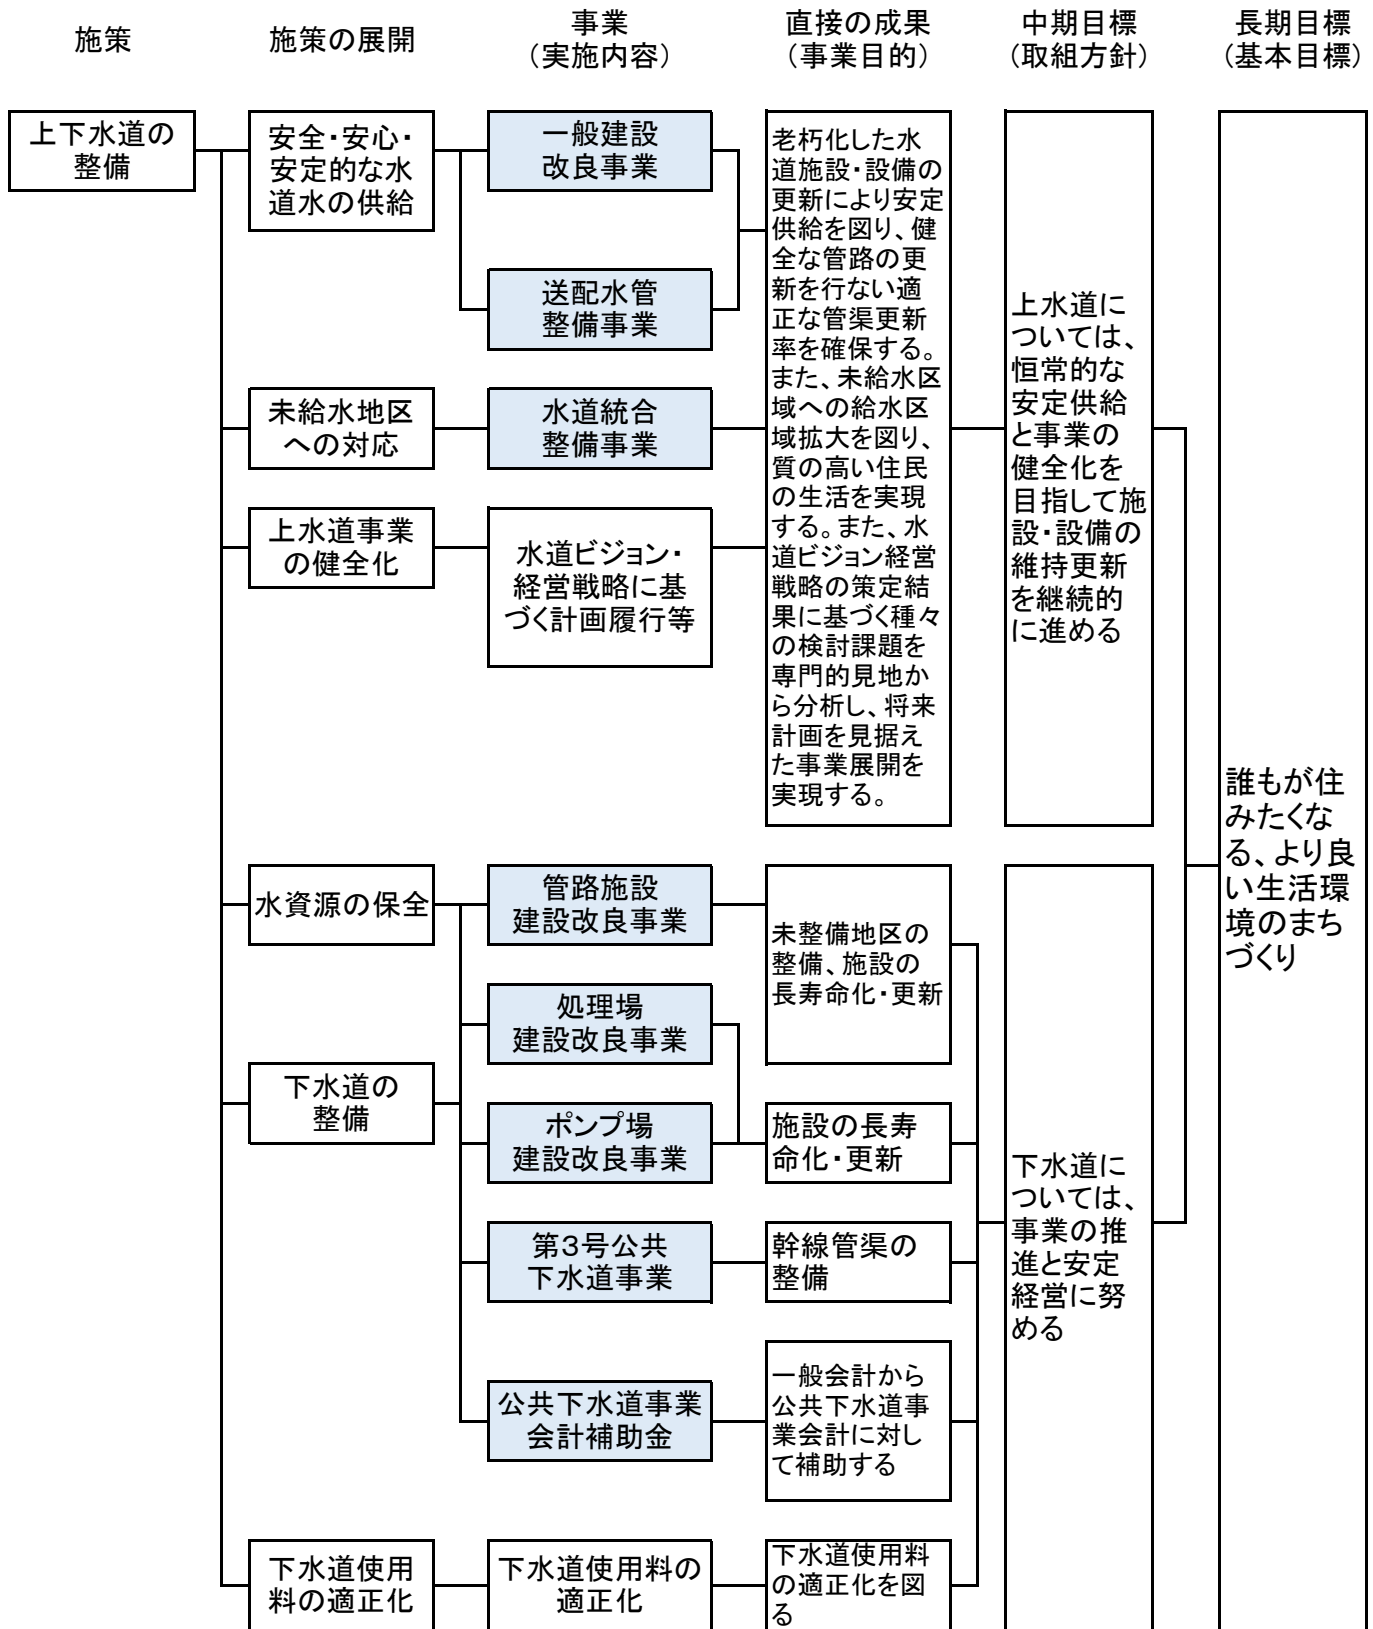 施策
施策の展開
事業
（実施内容）
直接の成果
（事業目的）
中期目標
（取組方針）
長期目標
（基本目標）
上下水道の
整備
安全・安心・
安定的な水
道水の供給
一般建設
改良事業
送配水管
整備事業
未給水地区
への対応
水道統合
整備事業
上水道事業
の健全化
水道ビジョン・
経営戦略に基
づく計画履行等
老朽化した水
道施設・設備の
更新により安定
供給を図り、健
全な管路の更
新を行ない適
正な管渠更新
率を確保する。
また、未給水区
域への給水区
域拡大を図り、
質の高い住民
の生活を実現
する。また、水
道ビジョン経営
戦略の策定結
果に基づく種々
の検討課題を
専門的見地か
ら分析し、将来
計画を見据え
た事業展開を
実現する。
上水道に
ついては、
恒常的な
安定供給
と事業の
健全化を
目指して施
設・設備の
維持更新
を継続的
に進める
水資源の保全
管路施設
建設改良事業
未整備地区の
整備、施設の
長寿命化・更新
処理場
建設改良事業
下水道の
整備
ポンプ場
建設改良事業
施設の長寿
命化・更新
第3号公共
下水道事業
幹線管渠の
整備
公共下水道事業
会計補助金
一般会計から
公共下水道事
業会計に対し
て補助する
下水道使用
料の適正化
下水道使用料の
適正化
下水道使用料
の適正化を図
る
下水道に
ついては、
事業の推
進と安定
経営に努
める
誰もが住
みたくな
る、より良
い生活環
境のまち
づくり